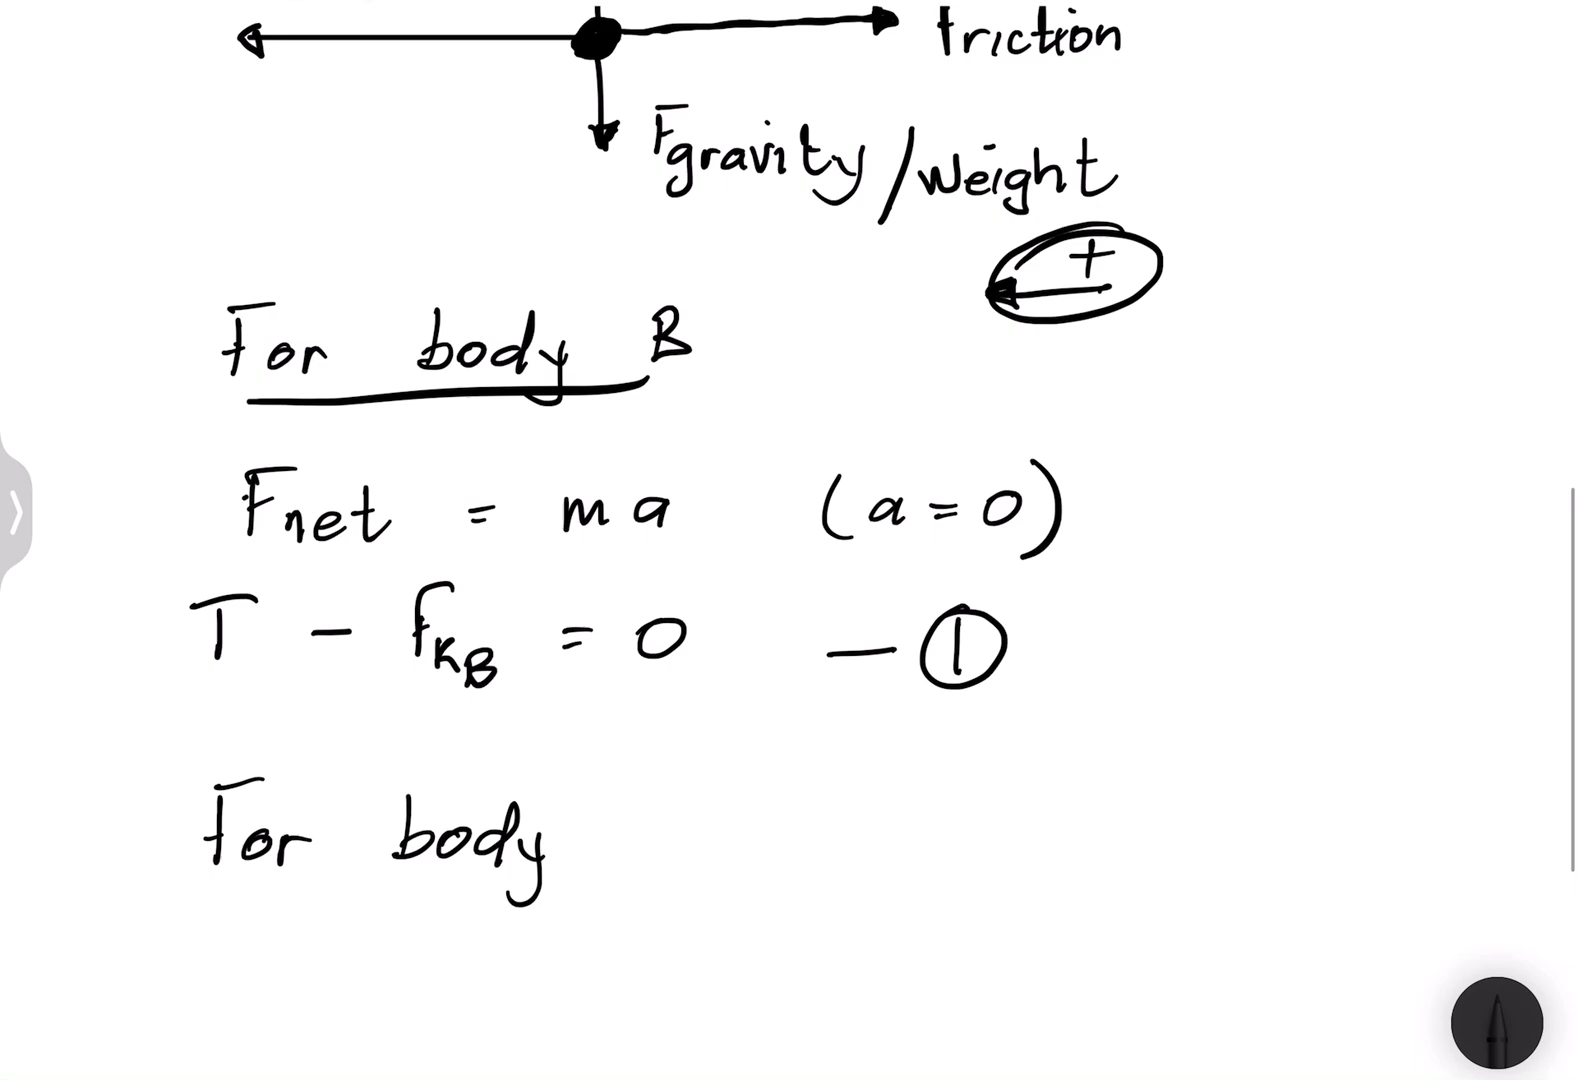 Friction
Fgravity/Weight
+
For body B
Fnet = ma (a = 0)
T - fKB = 0 - ①
For body